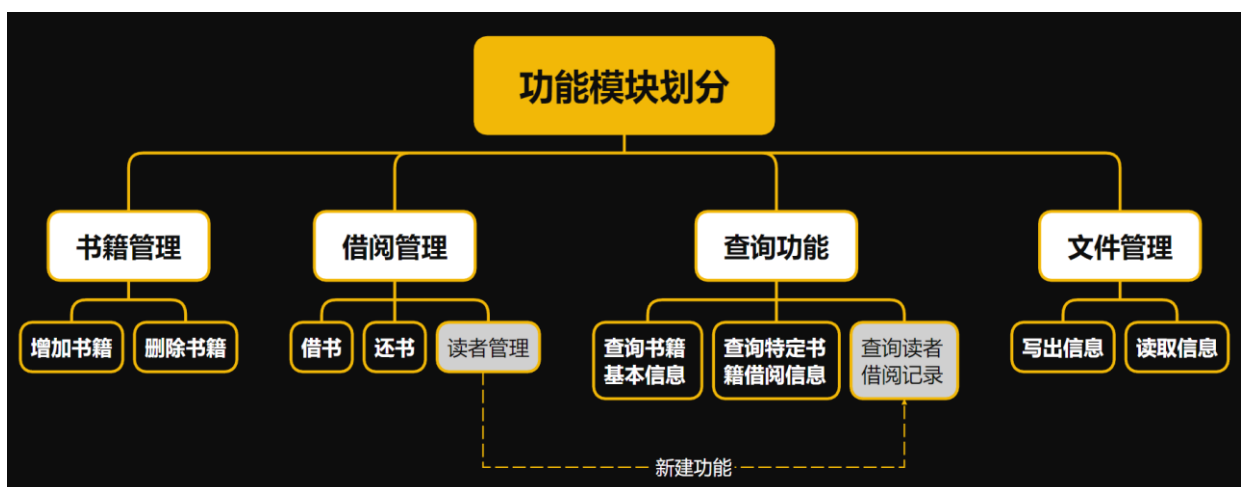 功能模块划分
书籍管理
借阅管理
查询功能
文件管理
增加书籍
删除书籍
借书
还书
读者管理
查询书籍
基本信息
查询特定书
籍借阅信息
查询读者
借阅记录
写出信息
读取信息
新建功能